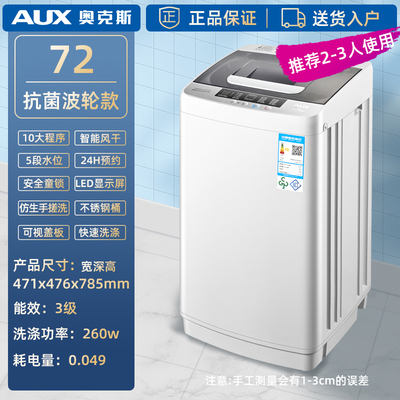 AUX 奥克斯
正品保证
送货入户
推荐2-3人使用
72
抗菌波轮款
10大程序 智能风干
5段水位 24H预约
安全童锁 LED显示屏
仿生手搓洗 不锈钢桶
可视盖板 快速洗涤
产品尺寸：宽深高
471x476x785mm
能效：3级
洗涤功率：260w
耗电量：0.049
注意:手工测量会有1-3cm的误差